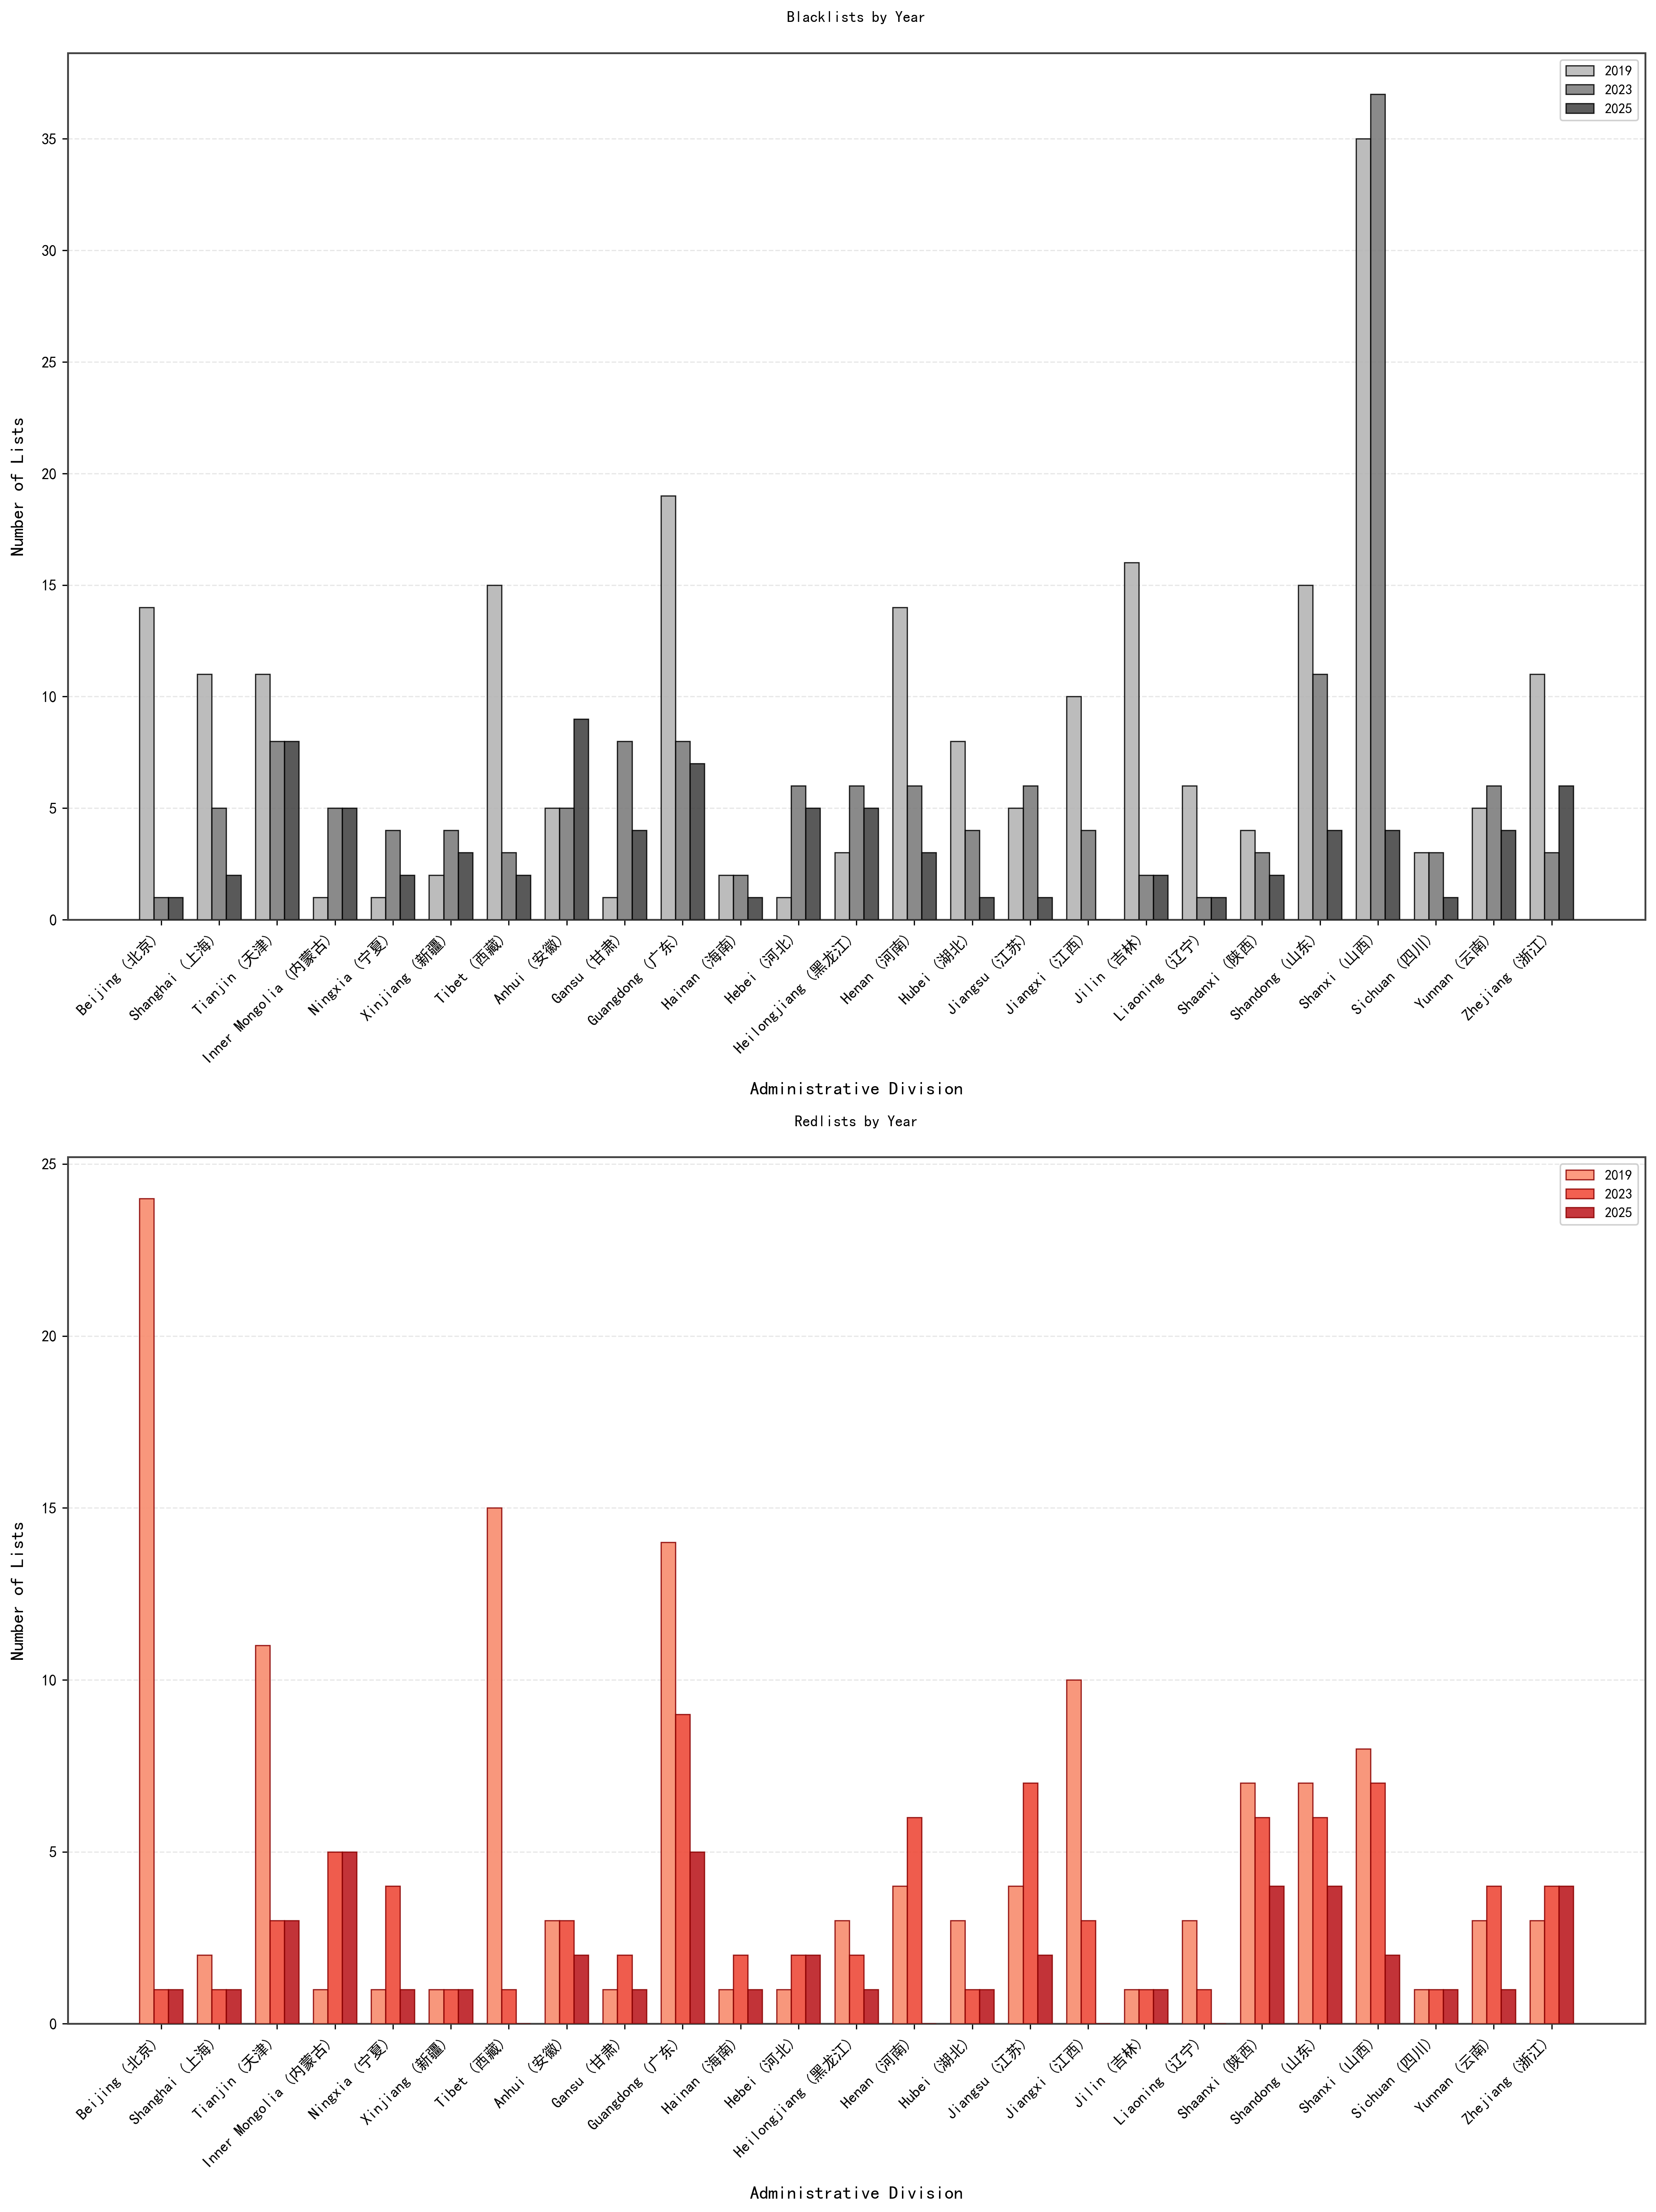 Blacklists by Year
2019
2023
2025
35
30
25
20
15
10
5
0
Number of Lists
Beijing (北京)
Shanghai (上海)
Tianjin (天津)
Inner Mongolia (内蒙古)
Ningxia (宁夏)
Xinjiang (新疆)
Tibet (西藏)
Anhui (安徽)
Gansu (甘肃)
Guangdong (广东)
Hainan (海南)
Hebei (河北)
Heilongjiang (黑龙江)
Henan (河南)
Hubei (湖北)
Jiangsu (江苏)
Jiangxi (江西)
Jilin (吉林)
Liaoning (辽宁)
Shaanxi (陕西)
Shandong (山东)
Shanxi (山西)
Sichuan (四川)
Yunnan (云南)
Zhejiang (浙江)
Administrative Division
Redlists by Year
2019
2023
2025
25
20
15
10
5
0
Number of Lists
Beijing (北京)
Shanghai (上海)
Tianjin (天津)
Inner Mongolia (内蒙古)
Ningxia (宁夏)
Xinjiang (新疆)
Tibet (西藏)
Anhui (安徽)
Gansu (甘肃)
Guangdong (广东)
Hainan (海南)
Hebei (河北)
Heilongjiang (黑龙江)
Henan (河南)
Hubei (湖北)
Jiangsu (江苏)
Jiangxi (江西)
Jilin (吉林)
Liaoning (辽宁)
Shaanxi (陕西)
Shandong (山东)
Shanxi (山西)
Sichuan (四川)
Yunnan (云南)
Zhejiang (浙江)
Administrative Division